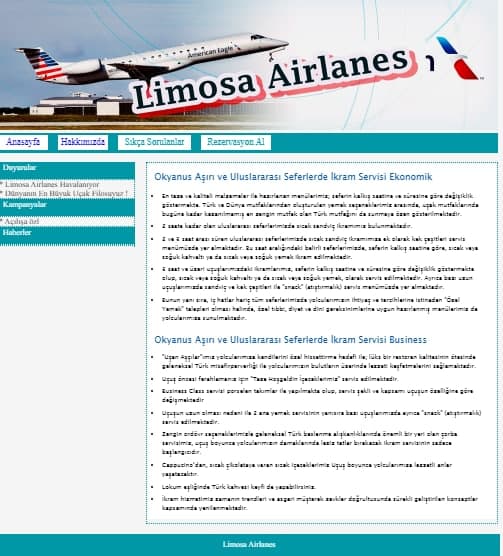 American Eagle
Limosa Airlanes
Anasayfa
Hakkımızda
Sıkça Sorulanlar
Rezervasyon Al
Duyurular
* Limosa Airlanes Havalanıyor
* Dünyanın En Büyük Uçak Filosuyuz !
Kampanyalar
* Açılışa özl
Haberler
Okyanus Aşırı ve Uluslararası Seferlerde İkram Servisi Ekonomik
En taze ve kaliteli malzemeler ile hazırlanan menülerimiz; seferin kalkış saatine ve süresine göre değişiklik
göstermekte. Türk ve Dünya mutfaklarından oluşturulan yemek seçeneklerimiz arasında, uçak mutfaklarında
bugüne kadar kazanılmamış en zengin mutfak olan Türk mutfağını da sunmaya özen gösterilmektedir.
2 saate kadar olan uluslararası seferlerimizde sıcak sandviç ikramımız bulunmaktadır.
2 ve 6 saat arası süren uluslararası seferlerimizde sıcak sandviç ikramımıza ek olarak kek çeşitleri servis
menümüzde yer almaktadır. Bu saat aralığındaki belirli seferlerimizde, seferin kalkış saatine göre, sıcak veya
soğuk kahvaltı ya da sıcak veya soğuk yemek ikram edilmektedir.
6 saat ve üzeri uçuşlarımızdaki ikramlarımız, seferin kalkış saatine ve süresine göre değişiklik göstermekte
olup, sıcak veya soğuk kahvaltı ya da sıcak veya soğuk yemek, olarak servis edilmektedir. Ayrıca bazı uzun
uçuşlarımızda sandviç ve kek çeşitleri ile "snack" (atıştırmalık) servis menümüzde yer almaktadır.
Bunun yanı sıra, iç hatlar hariç tüm seferlerimizde yolcularımızın ihtiyaç ve tercihlerine istinaden "Özel
Yemek" talepleri olması halinde, özel tıbbi, diyet ve dini gereksinimlerine uygun hazırlanmış menülerimiz de
yolcularımıza sunulmaktadır.
Okyanus Aşırı ve Uluslararası Seferlerde İkram Servisi Business
"Uçan Aşçılar"ımız yolcularımıza kendilerini özel hissettirme hedefi ile; lüks bir restoran kalitesinin ötesinde
geleneksel Türk misafirperverliği ile yolcularımızın bulutların üzerinde lezzeti keşfetmelerini sağlamaktadır.
Uçuş öncesi ferahlamanız için "Taze Hoşgeldin İçeceklerimiz" servis edilmektedir.
Business Class servisi porselen takımlar ile yapılmakta olup, servis şekli ve kapsamı uçuşun özelliğine göre
değişmektedir
Uçuşun uzun olması nedeni ile 2 ana yemek servisinin yanısıra bazı uçuşlarımızda ayrıca "snack" (atıştırmalık)
servis edilmektedir.
Zengin ordövr seçeneklerimizle geleneksel Türk beslenme alışkanlıklarında önemli bir yeri olan çorba
servisimiz, uçuş boyunca yolcularımızın damaklarında lezzi tatlar bırakacak ikram servisinin sadece
başlangıcıdır.
Cappucino'dan, sıcak çikolataya varan sıcak içeceklerimiz Uçuş boyunca yolcularımıza lezzetli anlar
yaşatacaktır.
Lokum eşliğinde Türk kahvesi keyfi de yapabilirsiniz.
İkram hizmetimiz zamanın trendleri ve asgari müşterek zevkler doğrultusunda sürekli geliştirilen konseptler
kapsamında yenilenmektedir.
Limosa Airlanes